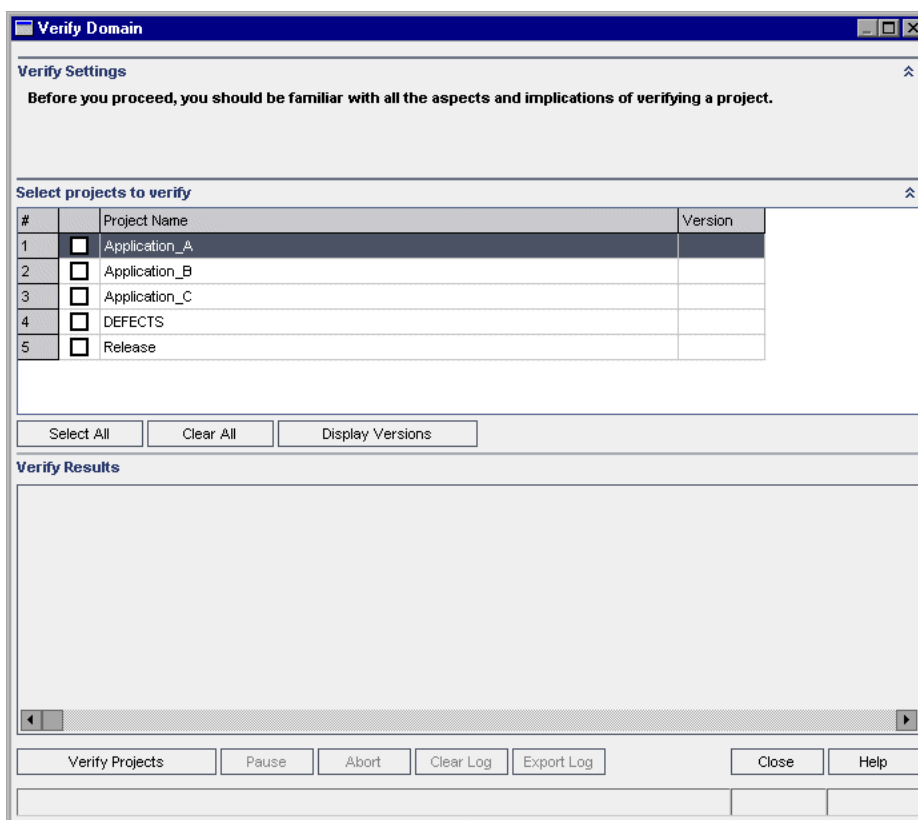 Verify Domain
Verify Settings
Before you proceed, you should be familiar with all the aspects and implications of verifying a project.
Select projects to verify
# Project Name Version
1 Application_A
2 Application_B
3 Application_C
4 DEFECTS
5 Release
Select All Clear All Display Versions
Verify Results
Verify Projects Pause Abort Clear Log Export Log Close Help